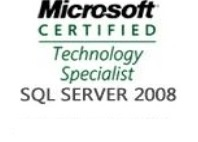 Microsoft
CERTIFIED
Technology
Specialist
SQL SERVER 2008